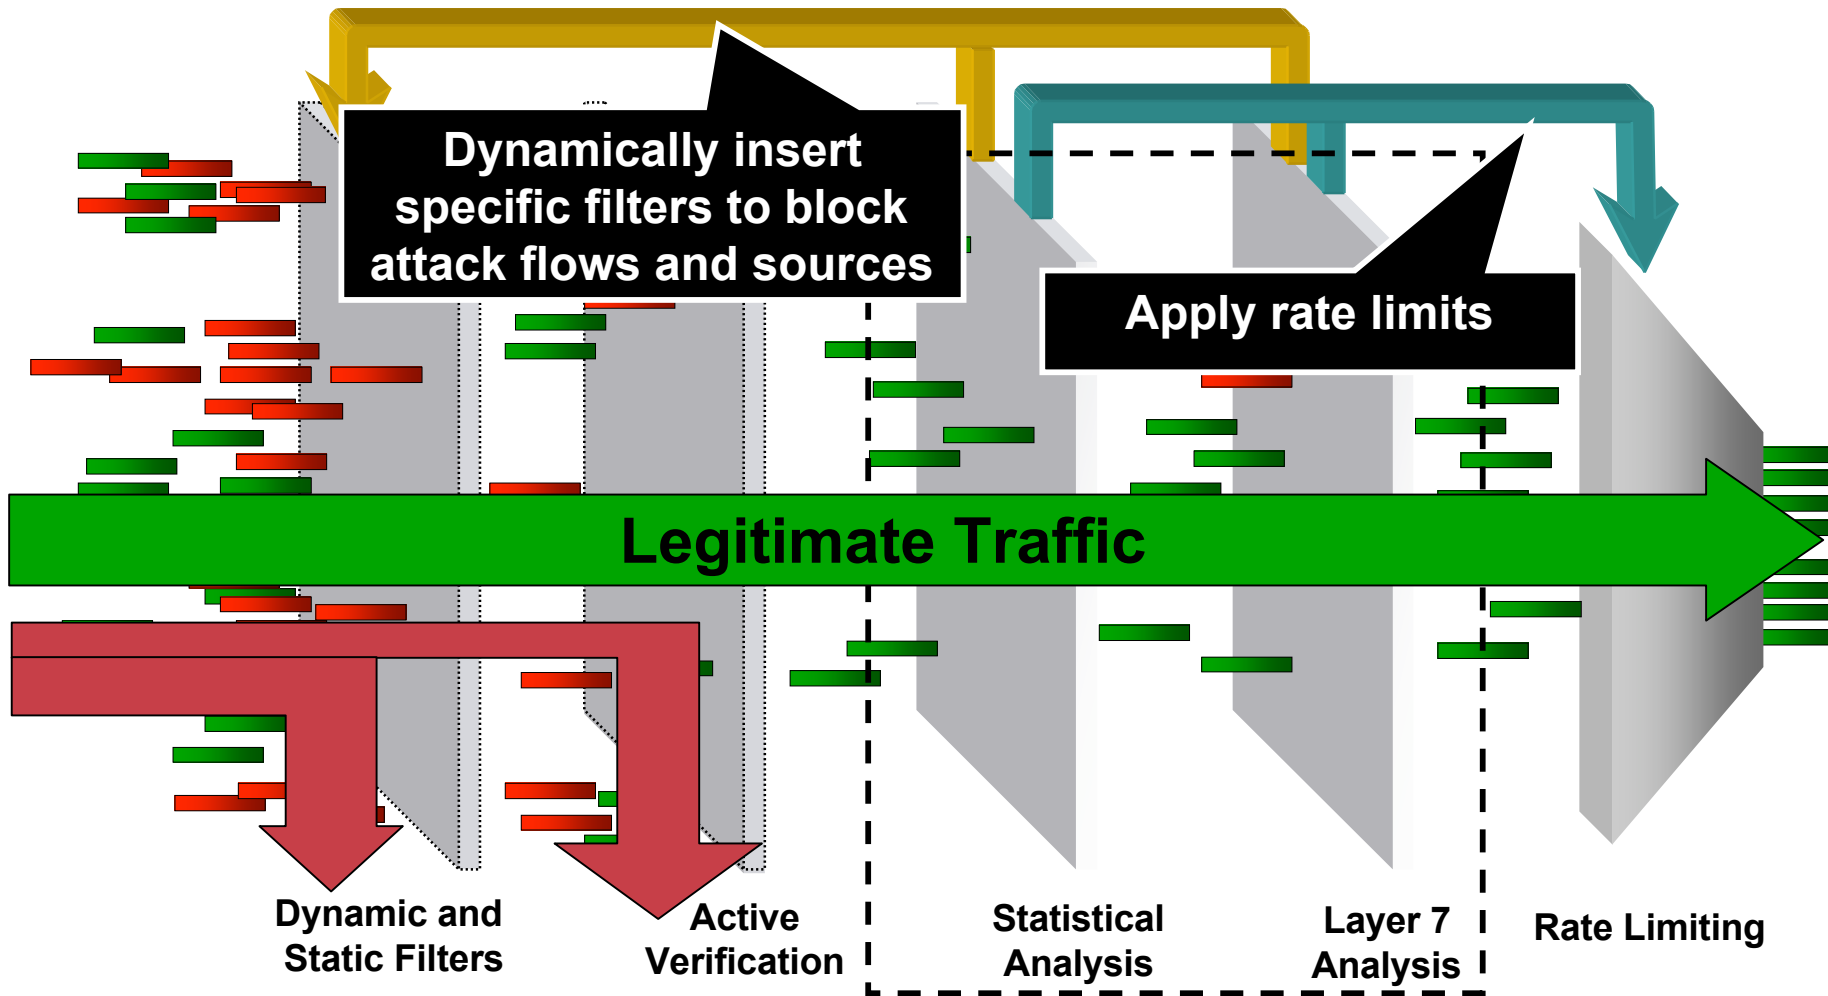 Dynamically insert
specific filters to block
attack flows and sources
Apply rate limits
Legitimate Traffic
Dynamic and
Static Filters
Active
Verification
Statistical
Analysis
Layer 7
Analysis
Rate Limiting